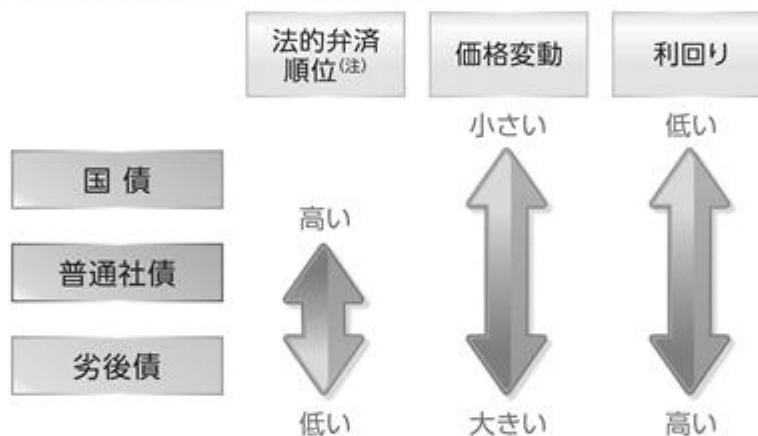 法的弁済
順位(注)
価格変動
利回り
小さい
低い
国債
高い
普通社債
劣後債
低い
大きい
高い